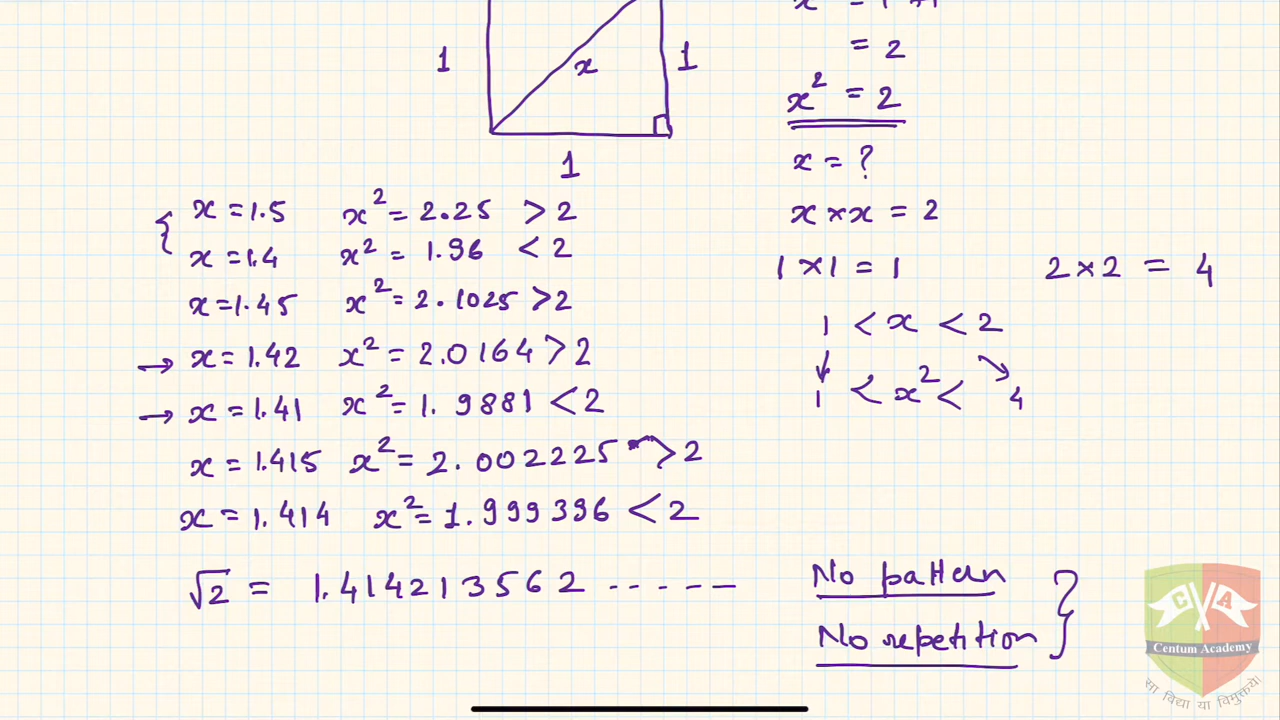 x = 1+1
= 2
x² = 2
1
x
1
1
x = ?
x × x = 2
1 × 1 = 1
2 × 2 = 4
1 < x < 2
1 < x² < 4
x = 1.5 x² = 2.25 > 2
x = 1.4 x² = 1.96 < 2
x = 1.45 x² = 2.1025 > 2
→ x = 1.42 x² = 2.0164 > 2
→ x = 1.41 x² = 1.9881 < 2
x = 1.415 x² = 2.002225 > 2
x = 1.414 x² = 1.999396 < 2
√2 = 1.414213562 -----
No pattern
No repetition
C A
Centum Academy
सा विद्या या विमुक्तये।